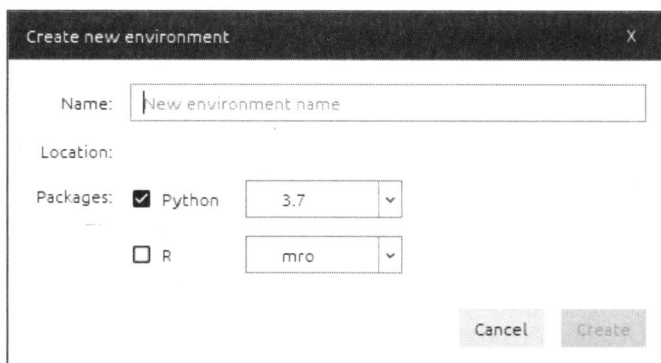 Create new environment X
Name: New environment name
Location:
Packages: Python 3.7
R mro
Cancel Create